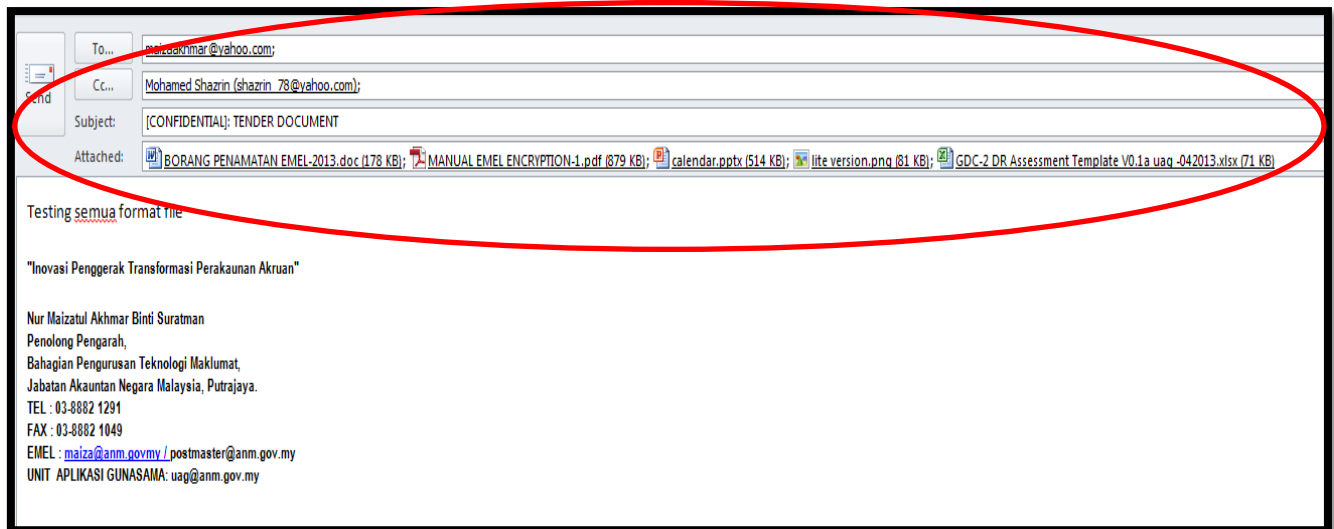 To...
maizaakhmar@yahoo.com;
Send
Cc...
Mohamed Shazrin (shazrin_78@yahoo.com);
Subject:
[CONFIDENTIAL]: TENDER DOCUMENT
Attached:
BORANG PENAMATAN EMEL-2013.doc (178 KB); MANUAL EMEL ENCRYPTION-1.pdf (879 KB); calendar.pptx (514 KB); lite version.png (81 KB); GDC-2 DR Assessment Template V0.1a uag -042013.xlsx (71 KB)
Testing semua format file
"Inovasi Penggerak Transformasi Perakaunan Akruan"
Nur Maizatul Akhmar Binti Suratman
Penolong Pengarah,
Bahagian Pengurusan Teknologi Maklumat,
Jabatan Akauntan Negara Malaysia, Putrajaya.
TEL : 03-8882 1291
FAX : 03-8882 1049
EMEL : maiza@anm.govmy / postmaster@anm.gov.my
UNIT APLIKASI GUNASAMA: uag@anm.gov.my